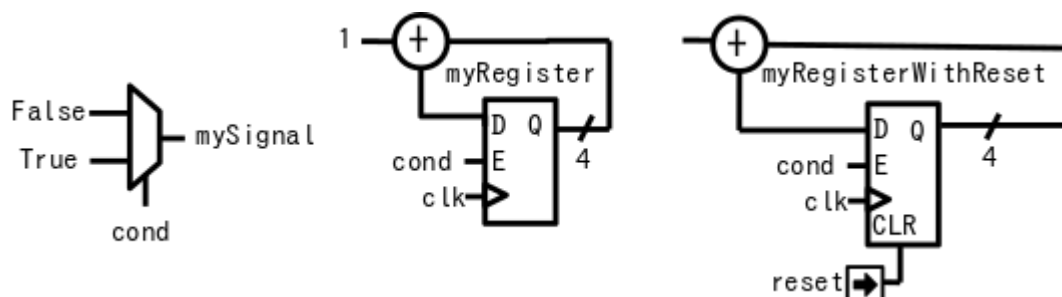 False
True
mySignal
cond
1
+
myRegister
D Q
4
cond
E
clk
+
myRegisterWithReset
D Q
4
cond
E
clk
CLR
reset